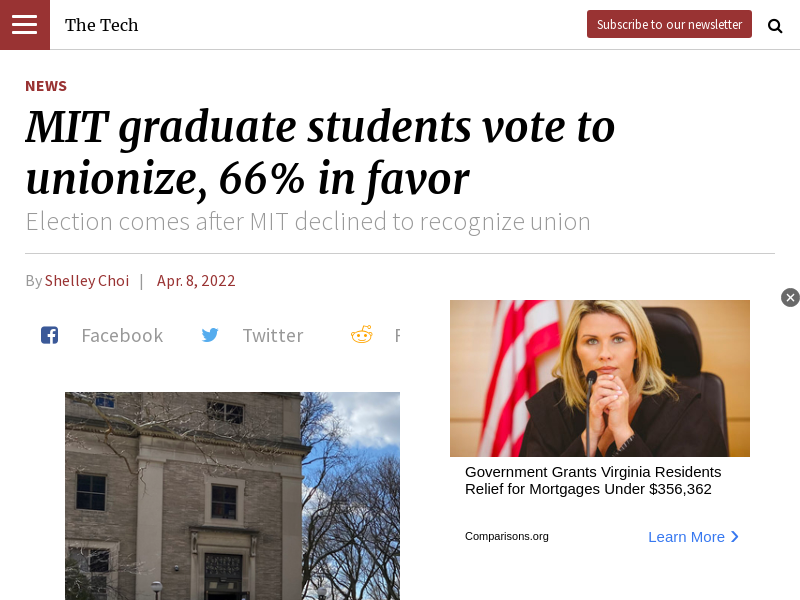 The Tech
Subscribe to our newsletter
NEWS
MIT graduate students vote to
unionize, 66% in favor
Election comes after MIT declined to recognize union
By Shelley Choi | Apr. 8, 2022
Facebook
Twitter
Government Grants Virginia Residents
Relief for Mortgages Under $356,362
Comparisons.org
Learn More